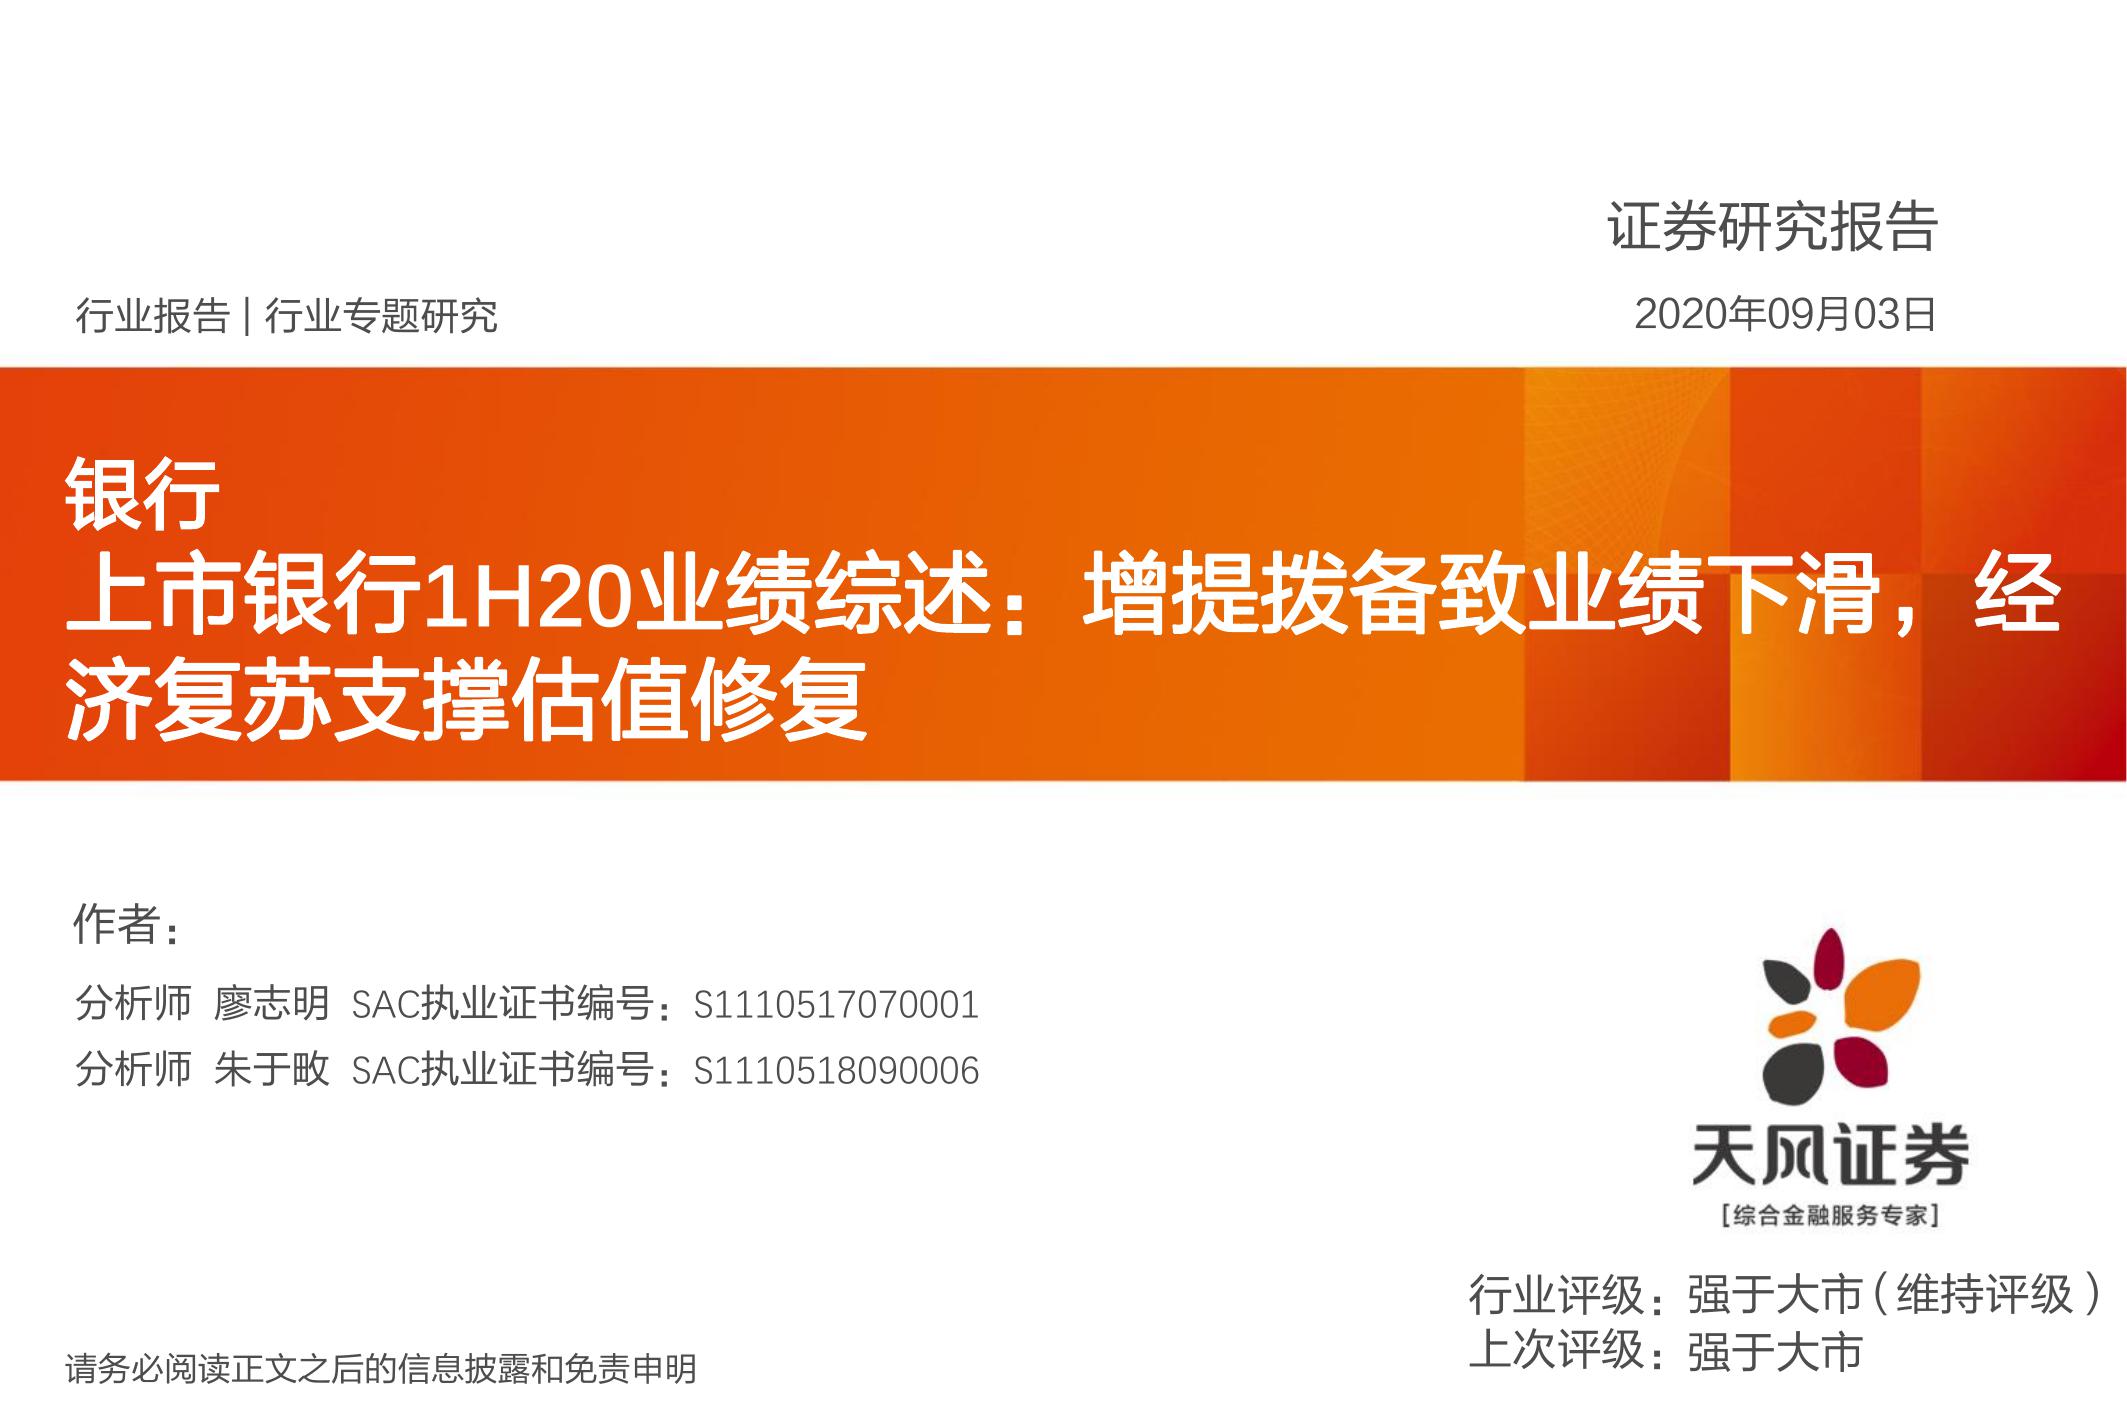 证券研究报告
行业报告 | 行业专题研究
2020年09月03日
银行
上市银行1H20业绩综述：增提拨备致业绩下滑，经
济复苏支撑估值修复
作者：
分析师 廖志明 SAC执业证书编号：S1110517070001
分析师 朱于畋 SAC执业证书编号：S1110518090006
天风证券
[综合金融服务专家]
行业评级：强于大市（维持评级）
上次评级：强于大市
请务必阅读正文之后的信息披露和免责申明